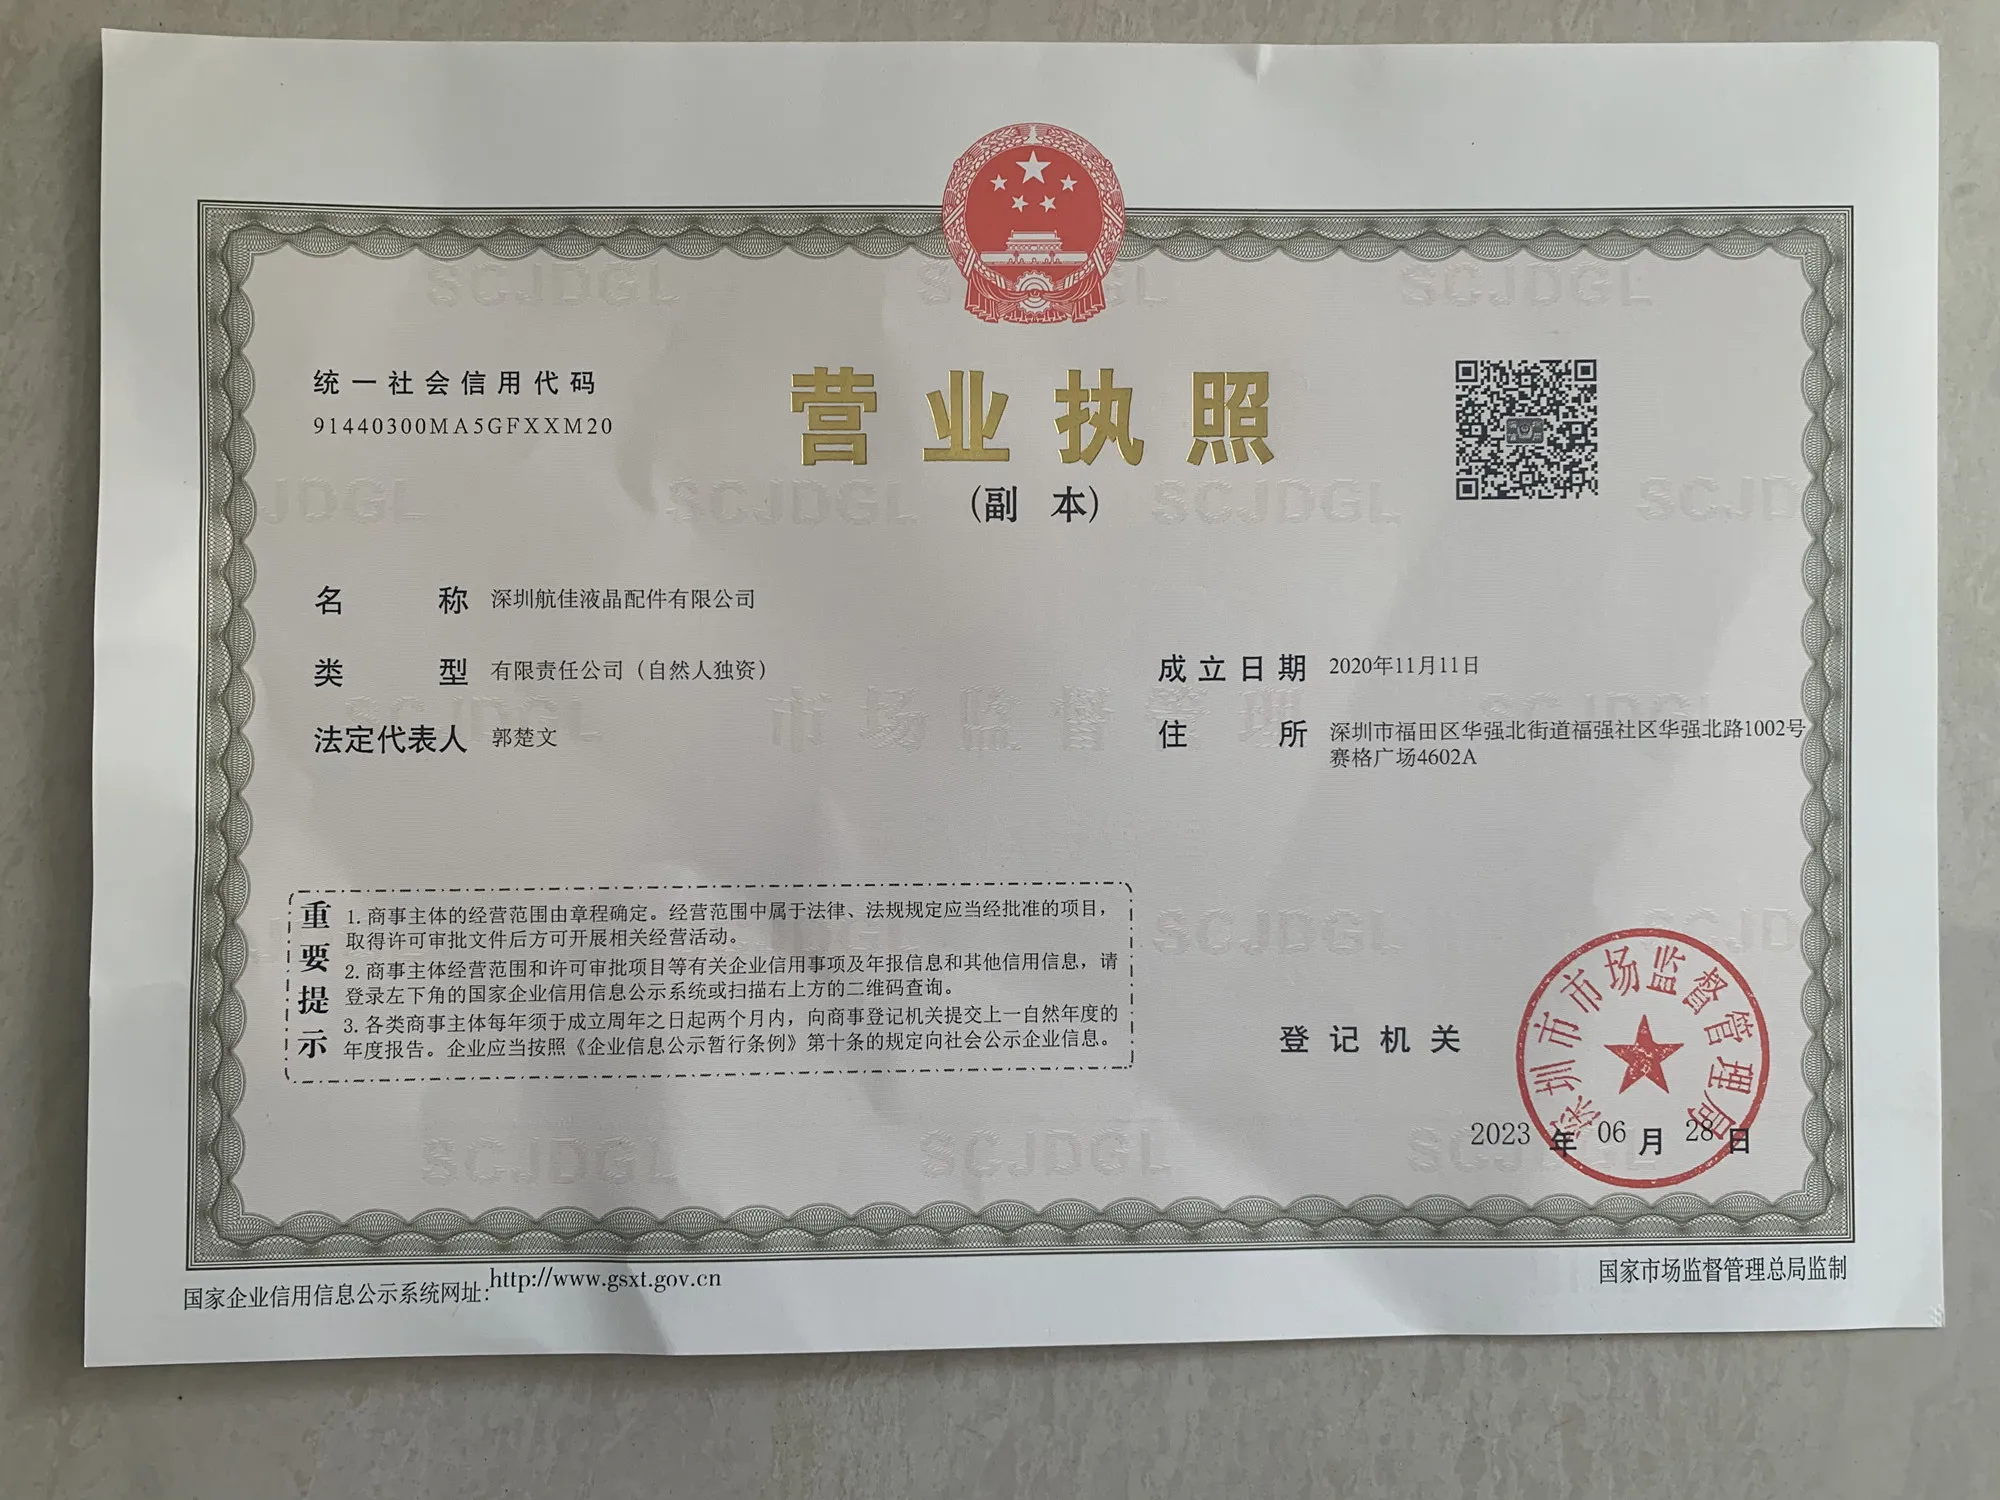 统一社会信用代码
91440300MA5GFXXM20
营业执照
(副 本)
名 称 深圳航佳液晶配件有限公司
类 型 有限责任公司（自然人独资）
法定代表人 郭楚文
成立日期 2020年11月11日
住 所 深圳市福田区华强北街道福强社区华强北路1002号
赛格广场4602A
重要提示
1. 商事主体的经营范围由章程确定。经营范围中属于法律、法规规定应当经批准的项目，
取得许可审批文件后方可开展相关经营活动。
2. 商事主体经营范围和许可审批项目等有关企业信用事项及年报信息和其他信用信息，请
登录左下角的国家企业信用信息公示系统或扫描右上方的二维码查询。
3. 各类商事主体每年须于成立周年之日起两个月内，向商事登记机关提交上一自然年度的
年度报告。企业应当按照《企业信息公示暂行条例》第十条的规定向社会公示企业信息。
登记机关
深圳市市场监督管理局
2023 年 06 月 28 日
国家企业信用信息公示系统网址: http://www.gsxt.gov.cn
国家市场监督管理总局监制
SCJDGL
市场监督管理